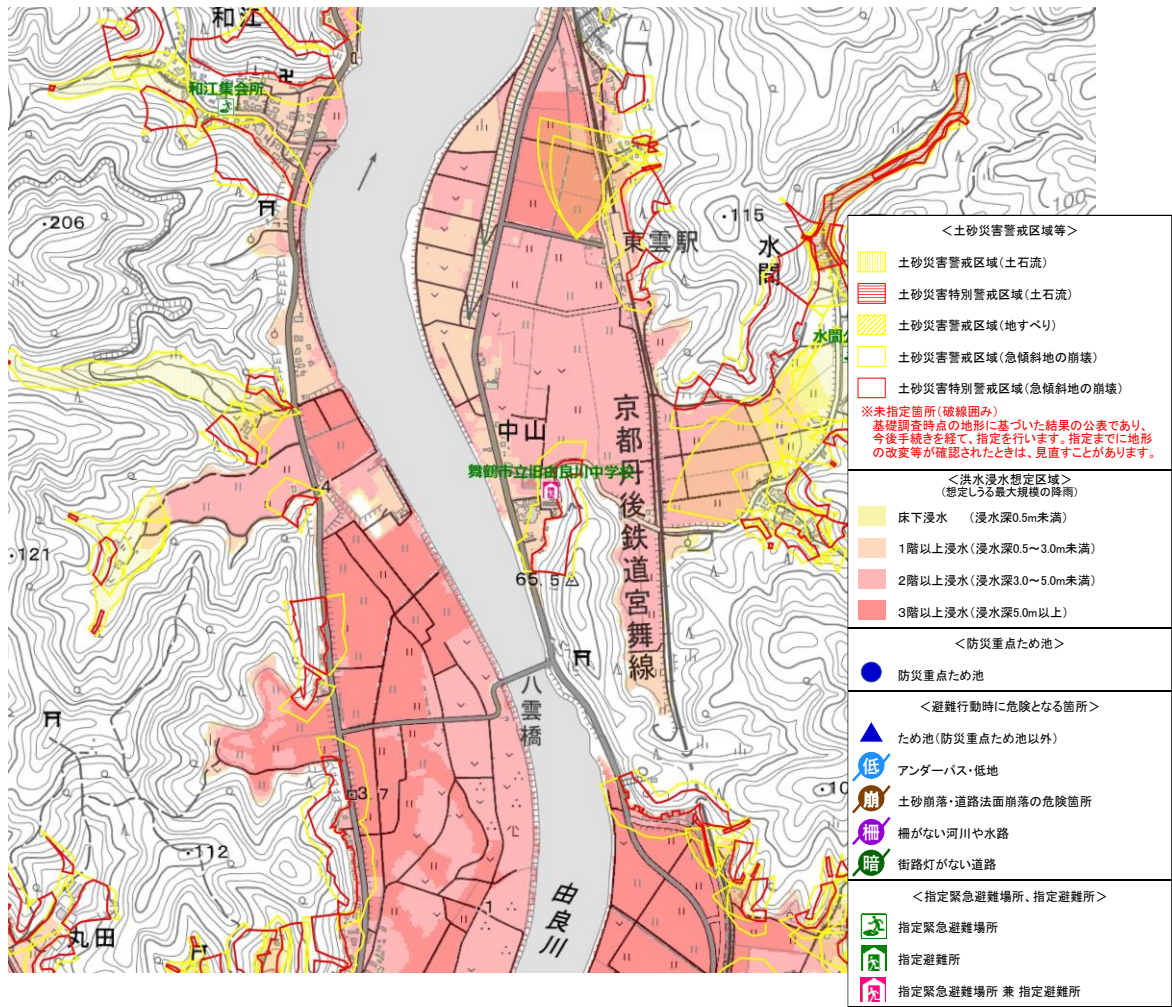 和江
卍
和江集会所
・206
・115
東雲駅
水間
100
水間公
中山
舞鶴市立旧由良川中学校
京都丹後鉄道宮舞線
4
・121
65.5
八雲橋
3.7
・112
1
由良川
丸田
・10
＜土砂災害警戒区域等＞
土砂災害警戒区域(土石流)
土砂災害特別警戒区域(土石流)
土砂災害警戒区域(地すべり)
土砂災害警戒区域(急傾斜地の崩壊)
土砂災害特別警戒区域(急傾斜地の崩壊)
※未指定箇所(破線囲み)
基礎調査時点の地形に基づいた結果の公表であり、
今後手続きを経て、指定を行います。指定までに地形
の改変等が確認されたときは、見直すことがあります。
＜洪水浸水想定区域＞
(想定しうる最大規模の降雨)
床下浸水　(浸水深0.5m未満)
1階以上浸水(浸水深0.5～3.0m未満)
2階以上浸水(浸水深3.0～5.0m未満)
3階以上浸水(浸水深5.0m以上)
＜防災重点ため池＞
防災重点ため池
＜避難行動時に危険となる箇所＞
ため池(防災重点ため池以外)
低 アンダーパス・低地
崩 土砂崩落・道路法面崩落の危険箇所
柵 柵がない河川や水路
暗 街路灯がない道路
＜指定緊急避難場所、指定避難所＞
指定緊急避難場所
指定避難所
指定緊急避難場所 兼 指定避難所